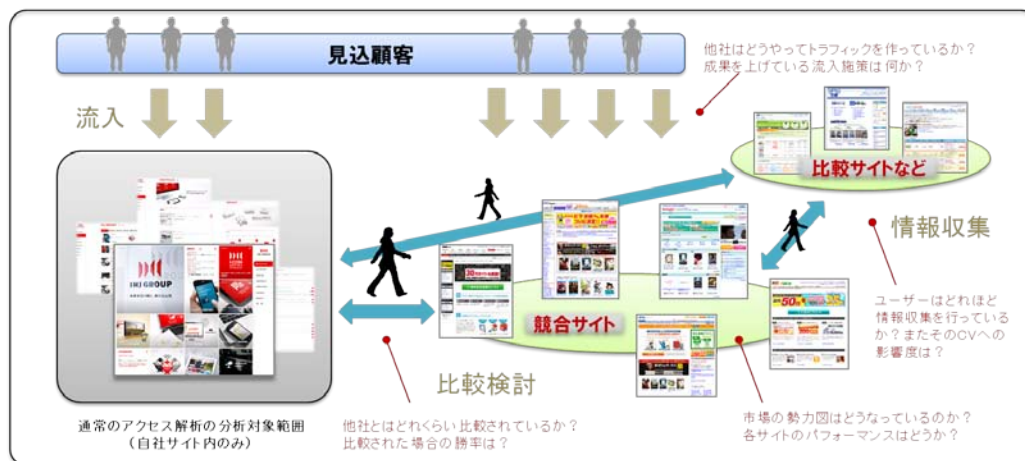 見込顧客
他社はどうやってトラフィックを作っているか？
成果を上げている流入施策は何か？
流入
比較サイトなど
情報収集
IKI GROUP
競合サイト
ユーザーはどれほど
情報収集を行っている
か？またそのCVへの
影響度は？
比較検討
通常のアクセス解析の分析対象範囲
（自社サイト内のみ）
他社とはどれくらい比較されているか？
比較された場合の勝率は？
市場の勢力図はどうなっているのか？
各サイトのパフォーマンスはどうか？